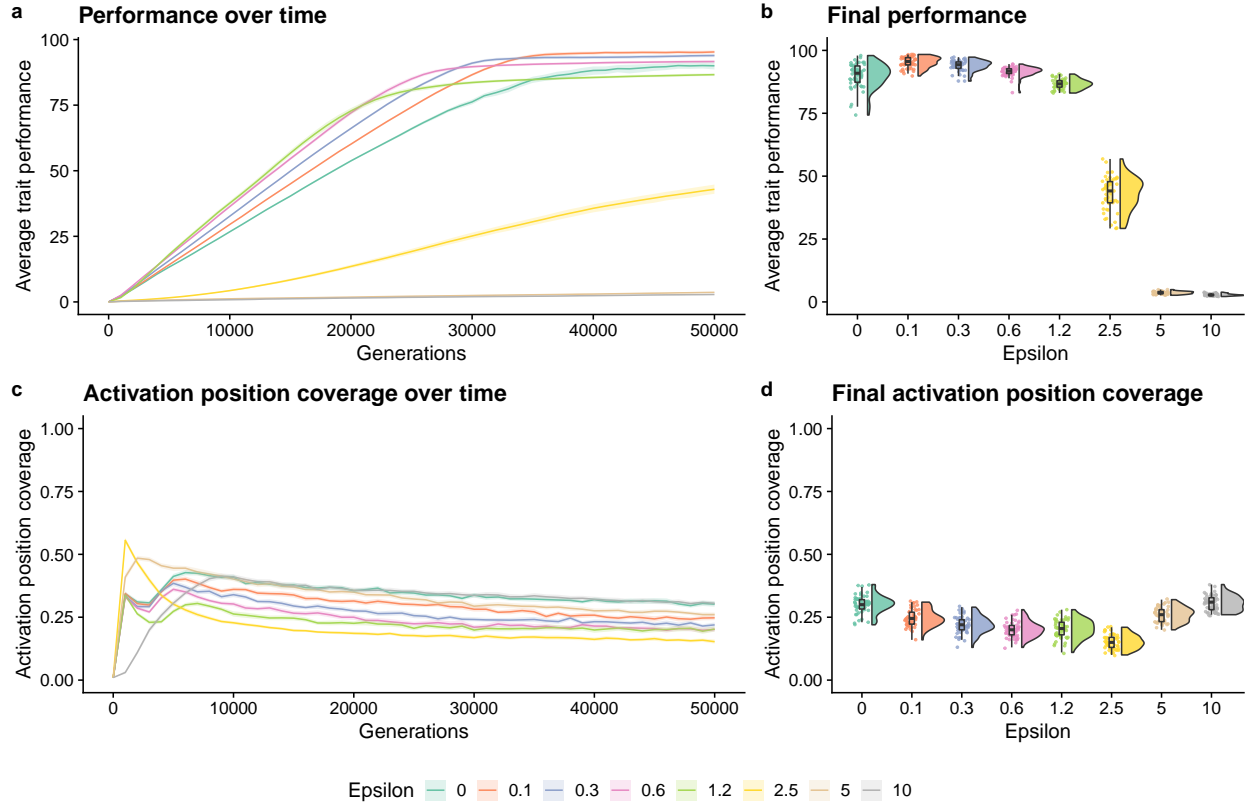 a Performance over time
100
75
50
25
0
Average trait performance
0 10000 20000 30000 40000 50000
Generations
b Final performance
100
75
50
25
0
Average trait performance
0 0.1 0.3 0.6 1.2 2.5 5 10
Epsilon
c Activation position coverage over time
1.00
0.75
0.50
0.25
0.00
Activation position coverage
0 10000 20000 30000 40000 50000
Generations
d Final activation position coverage
1.00
0.75
0.50
0.25
0.00
Activation position coverage
0 0.1 0.3 0.6 1.2 2.5 5 10
Epsilon
Epsilon 0 0.1 0.3 0.6 1.2 2.5 5 10